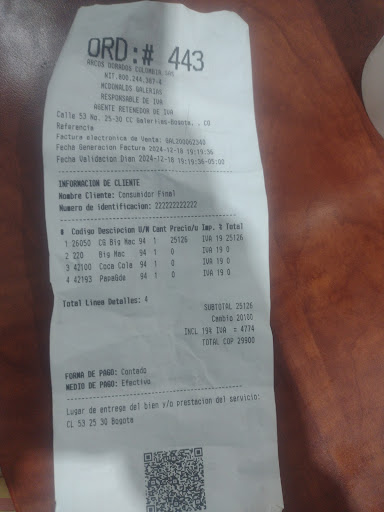 ORD:# 443
ARCOS DORADOS COLOMBIA SAS
NIT.800.244.387-4
MCDONALDS GALERIAS
RESPONSABLE DE IVA
AGENTE RETENEDOR DE IVA
Calle 53 No. 25-30 CC Galerias-Bogota, , CO
Referencia
Factura electronica de Venta: GAL200062340
Fecha Generacion Factura 2024-12-18 19:19:36
Fecha Validacion Dian 2024-12-18 19:19:36-05:00
INFORMACION DE CLIENTE
Nombre Cliente: Consumidor Final
Numero de identificacion: 222222222222
# Codigo Descipcion U/M Cant Precio/u Imp. % Total
1 26050 CG Big Mac 94 1 25126 IVA 19 25126
2 220 Big Mac 94 1 0 IVA 19 0
3 42100 Coca Cola 94 1 0 IVA 19 0
4 42193 PapaGde 94 1 0 IVA 19 0
Total Linea Detalles: 4
SUBTOTAL 25126
Cambio 20100
INCL 19% IVA = 4774
TOTAL COP 29900
FORMA DE PAGO: Contado
MEDIO DE PAGO: Efectivo
Lugar de entrega del bien y/o prestacion del servicio:
CL 53 25 30 Bogota